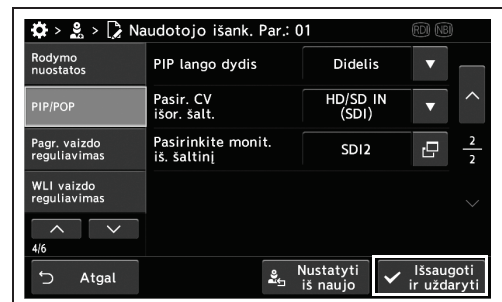 > > Naudotojo išank. Par.: 01 RDI NBI
Rodymo
nuostatos
PIP/POP
Pagr. vaizdo
reguliavimas
WLI vaizdo
reguliavimas
4/6
PIP lango dydis Didelis
Pasir. CV
išor. šalt. HD/SD IN
(SDI)
Pasirinkite monit.
iš. šaltinį SDI2
2
2
Atgal
Nustatyti
iš naujo
Išsaugoti
ir uždaryti